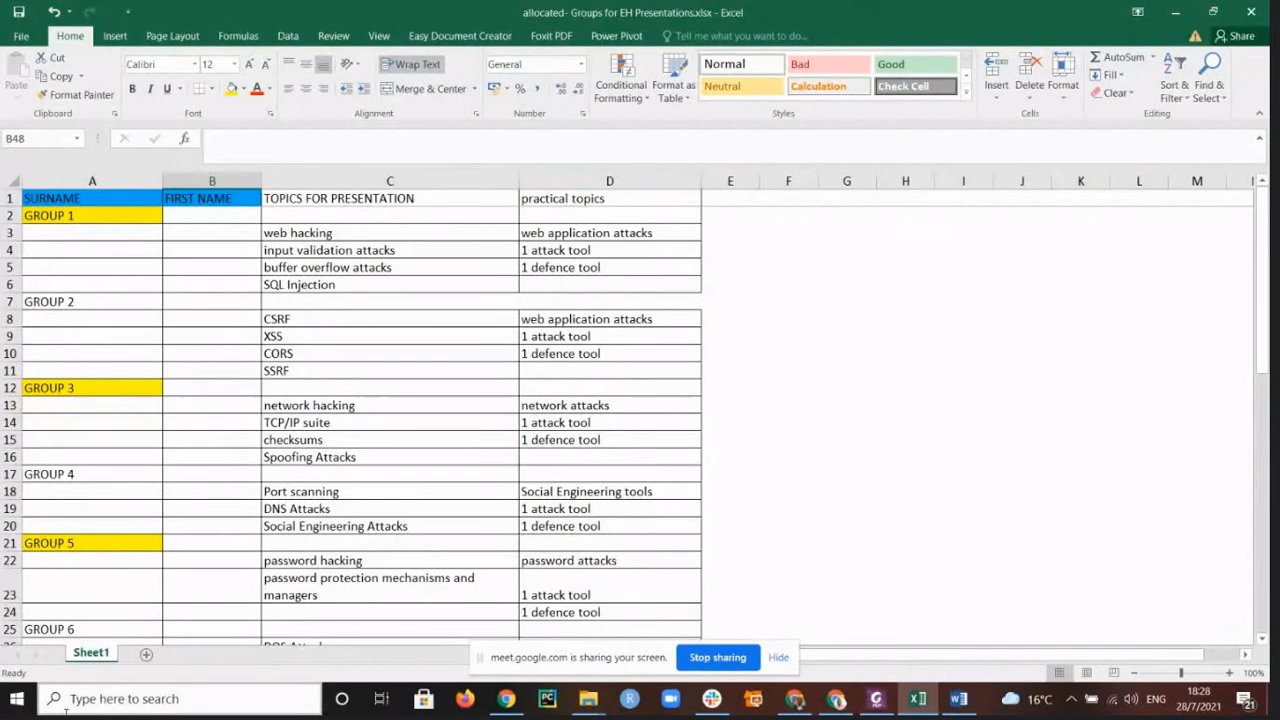 allocated- Groups for EH Presentations.xlsx - Excel
File Home Insert Page Layout Formulas Data Review View Easy Document Creator Foxit PDF Power Pivot Tell me what you want to do... Share
Paste
Cut
Copy
Format Painter
Calibri 12
B I U
Wrap Text
Merge & Center
General
Conditional Formatting
Format as Table
Normal Bad Good
Neutral Calculation Check Cell
Insert Delete Format
AutoSum
Fill
Clear
Sort & Filter
Find & Select
Clipboard Font Alignment Number Styles Cells Editing
B48 fx
A B C D E F G H I J K L M
1 SURNAME FIRST NAME TOPICS FOR PRESENTATION practical topics
2 GROUP 1
3 web hacking web application attacks
4 input validation attacks 1 attack tool
5 buffer overflow attacks 1 defence tool
6 SQL Injection
7 GROUP 2
8 CSRF web application attacks
9 XSS 1 attack tool
10 CORS 1 defence tool
11 SSRF
12 GROUP 3
13 network hacking network attacks
14 TCP/IP suite 1 attack tool
15 checksums 1 defence tool
16 Spoofing Attacks
17 GROUP 4
18 Port scanning Social Engineering tools
19 DNS Attacks 1 attack tool
20 Social Engineering Attacks 1 defence tool
21 GROUP 5
22 password hacking password attacks
password protection mechanisms and
23 managers 1 attack tool
24 1 defence tool
25 GROUP 6
Sheet1
meet.google.com is sharing your screen. Stop sharing Hide
Ready 100%
Type here to search
16°C ENG
18:28
28/7/2021
21